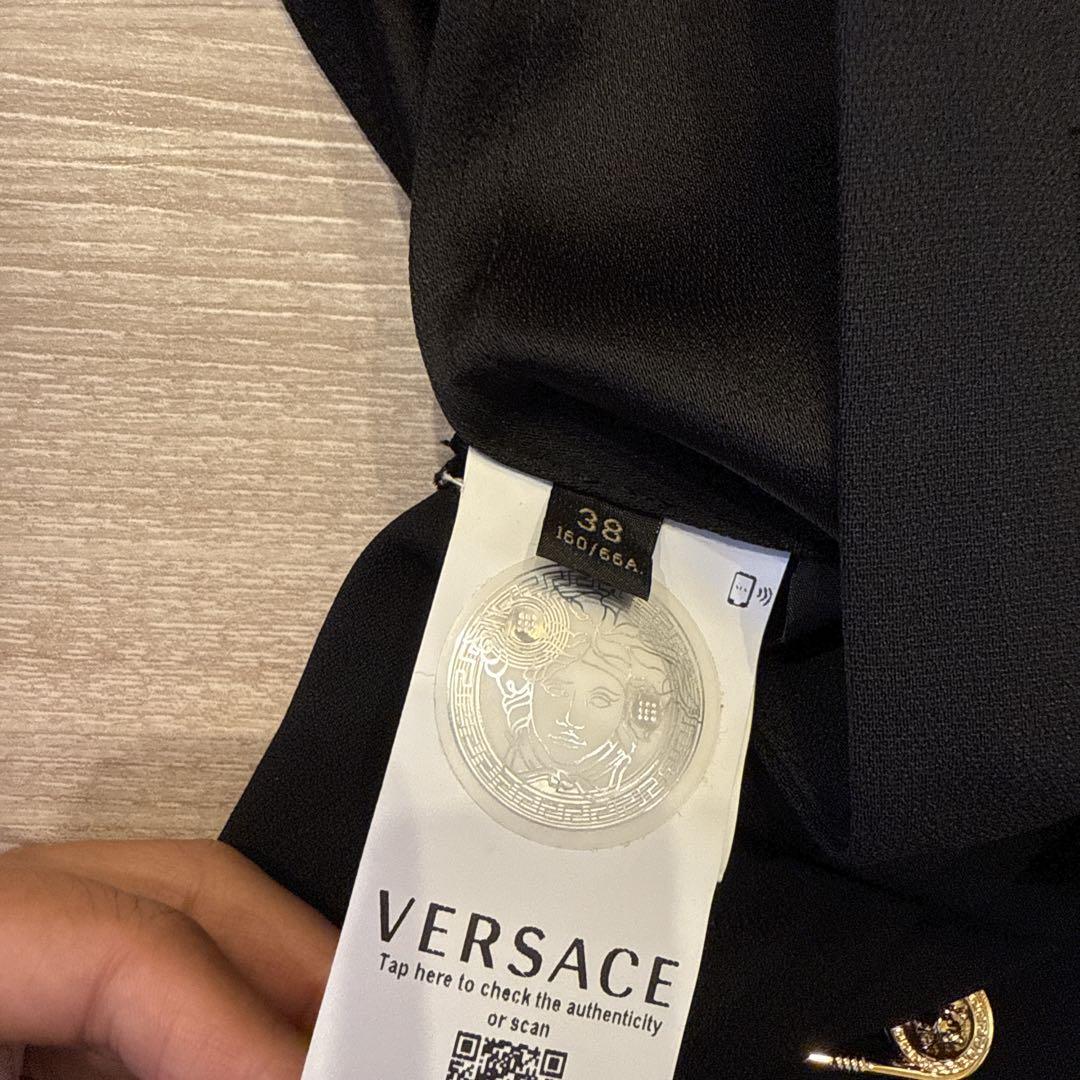 38
160/66A.
VERSACE
Tap here to check the authenticity
or scan